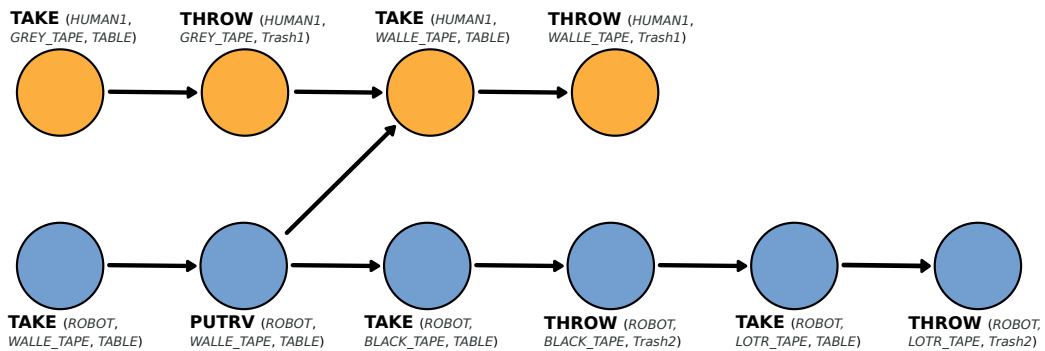 TAKE (HUMAN1,
GREY_TAPE, TABLE)
THROW (HUMAN1,
GREY_TAPE, Trash1)
TAKE (HUMAN1,
WALLE_TAPE, TABLE)
THROW (HUMAN1,
WALLE_TAPE, Trash1)
TAKE (ROBOT,
WALLE_TAPE, TABLE)
PUTRV (ROBOT,
WALLE_TAPE, TABLE)
TAKE (ROBOT,
BLACK_TAPE, TABLE)
THROW (ROBOT,
BLACK_TAPE, Trash2)
TAKE (ROBOT,
LOTR_TAPE, TABLE)
THROW (ROBOT,
LOTR_TAPE, Trash2)